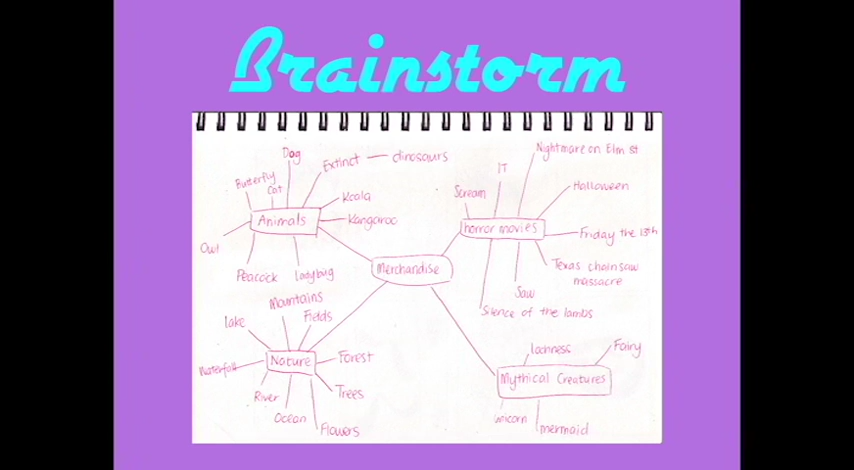 Brainstorm
Dog
Extinct
dinosaurs
Butterfly
Cat
Koala
Animals
Kangaroo
Owl
Peacock
Ladybug
IT
Nightmare on Elm st
Scream
Halloween
horror movies
Friday the 13th
Texas chainsaw
massacre
Saw
Silence of the lambs
Merchandise
Mountains
Fields
Lake
Waterfall
Nature
Forest
River
Trees
Ocean
Flowers
Lochness
Fairy
Mythical Creatures
unicorn
mermaid